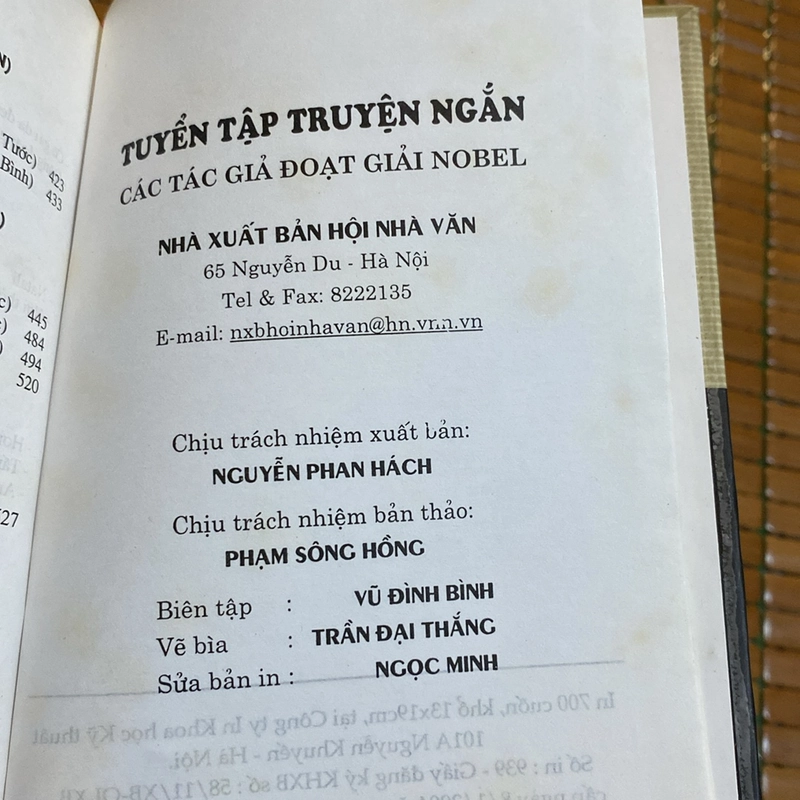 N)
Tước) 423
Bình) 433
)
c) 445
484
) 494
520
527
TUYỂN TẬP TRUYỆN NGẮN
CÁC TÁC GIẢ ĐOẠT GIẢI NOBEL
NHÀ XUẤT BẢN HỘI NHÀ VĂN
65 Nguyễn Du - Hà Nội
Tel & Fax: 8222135
E-mail: nxbhoinhavan@hn.vnn.vn
Chịu trách nhiệm xuất bản:
NGUYỄN PHAN HÁCH
Chịu trách nhiệm bản thảo:
PHẠM SÔNG HỒNG
Biên tập : VŨ ĐÌNH BÌNH
Vẽ bìa : TRẦN ĐẠI THẮNG
Sửa bản in : NGỌC MINH
In 700 cuốn, khổ 13x19cm, tại Công ty In Khoa học Kỹ thuật
101A Nguyễn Khuyến - Hà Nội.
Số in : 939 - Giấy đăng ký KHXB số : 58/11/XB-QLXB